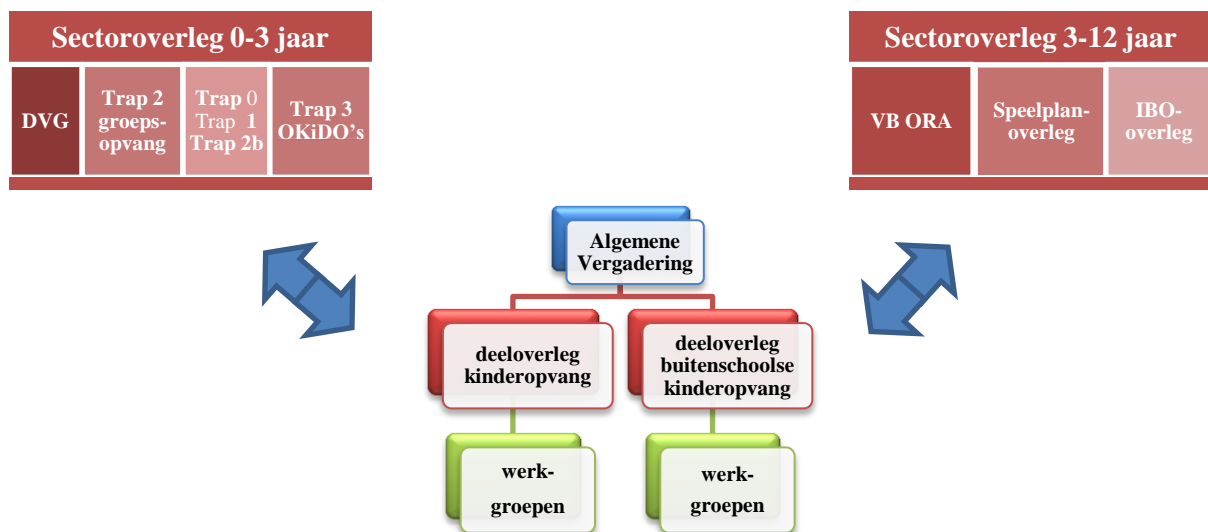 Sectoroverleg 0-3 jaar
DVG
Trap 2
groeps-
opvang
Trap 0
Trap 1
Trap 2b
Trap 3
OKiDO’s
Sectoroverleg 3-12 jaar
VB ORA
Speelplan-
overleg
IBO-
overleg
Algemene
Vergadering
deeloverleg
kinderopvang
deeloverleg
buitenschoolse
kinderopvang
werk-
groepen
werk-
groepen